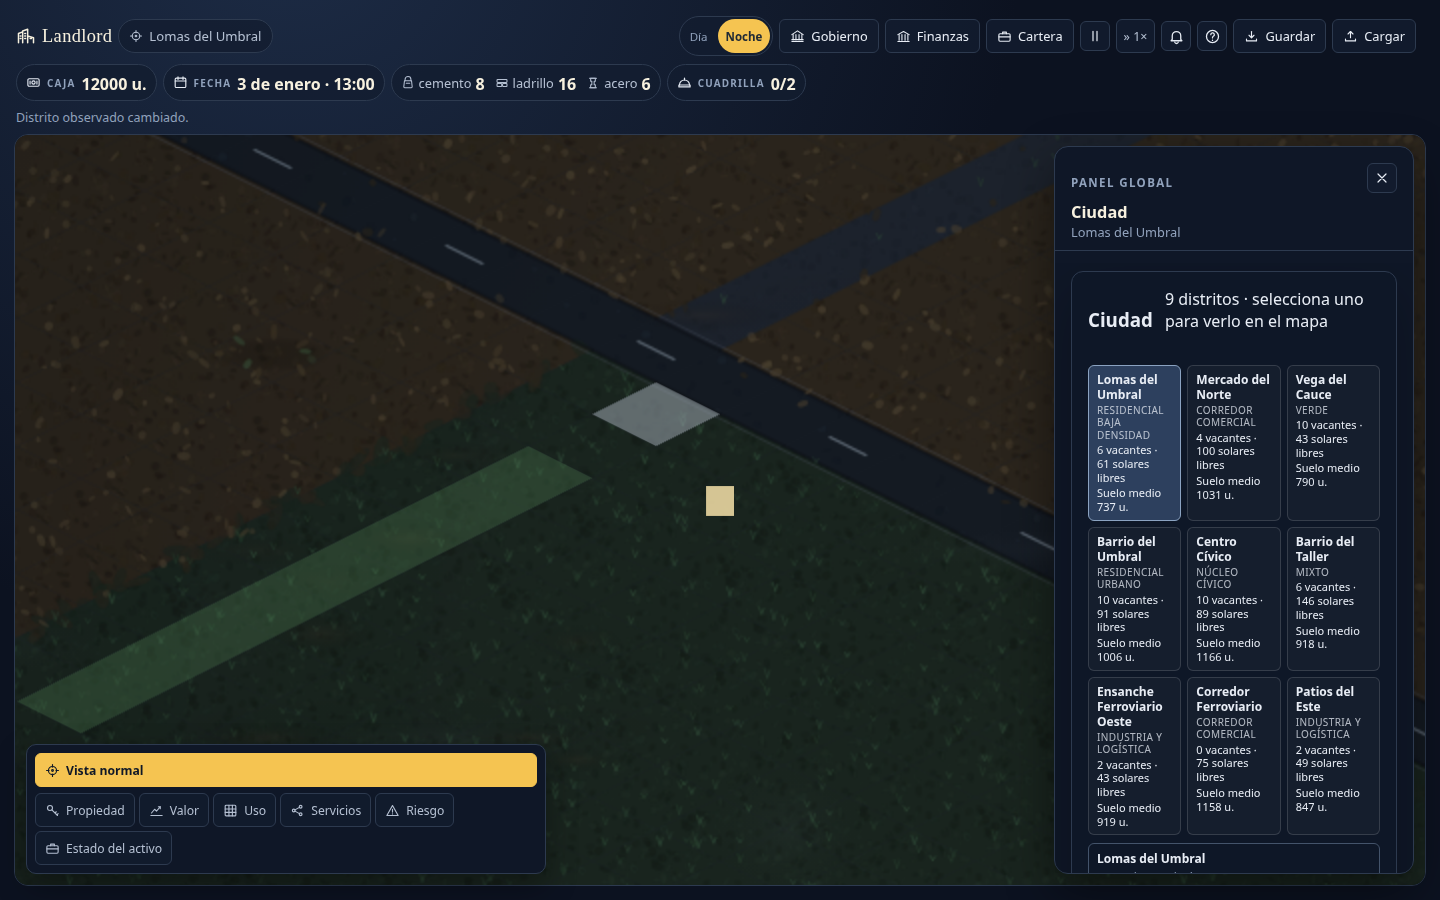 Landlord
Lomas del Umbral
Día
Noche
Gobierno
Finanzas
Cartera
» 1×
Guardar
Cargar
CAJA 12000 u.
FECHA 3 de enero · 13:00
cemento 8 ladrillo 16 acero 6
CUADRILLA 0/2
Distrito observado cambiado.
PANEL GLOBAL
Ciudad
Lomas del Umbral
Ciudad
9 distritos · selecciona uno
para verlo en el mapa
Lomas del
Umbral
RESIDENCIAL
BAJA
DENSIDAD
6 vacantes ·
61 solares
libres
Suelo medio
737 u.
Mercado del
Norte
CORREDOR
COMERCIAL
4 vacantes ·
100 solares
libres
Suelo medio
1031 u.
Vega del
Cauce
VERDE
10 vacantes ·
43 solares
libres
Suelo medio
790 u.
Barrio del
Umbral
RESIDENCIAL
URBANO
10 vacantes ·
91 solares
libres
Suelo medio
1006 u.
Centro
Cívico
NÚCLEO
CÍVICO
10 vacantes ·
89 solares
libres
Suelo medio
1166 u.
Barrio del
Taller
MIXTO
6 vacantes ·
146 solares
libres
Suelo medio
918 u.
Ensanche
Ferroviario
Oeste
INDUSTRIA Y
LOGÍSTICA
2 vacantes ·
43 solares
libres
Suelo medio
919 u.
Corredor
Ferroviario
CORREDOR
COMERCIAL
0 vacantes ·
75 solares
libres
Suelo medio
1158 u.
Patios del
Este
INDUSTRIA Y
LOGÍSTICA
2 vacantes ·
49 solares
libres
Suelo medio
847 u.
Lomas del Umbral
Vista normal
Propiedad
Valor
Uso
Servicios
Riesgo
Estado del activo